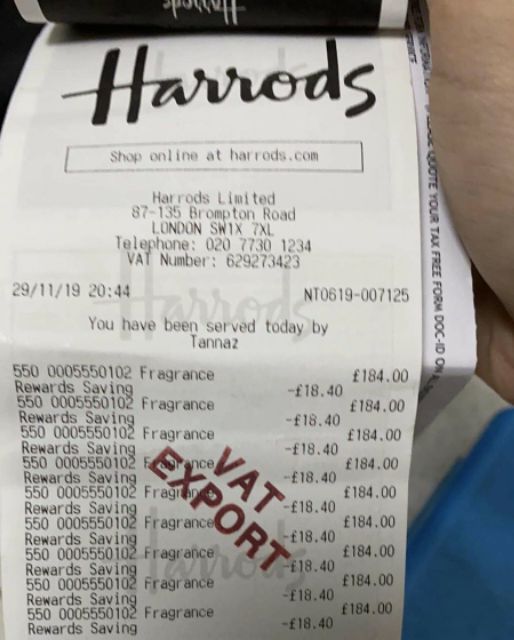 Harrods
Harrods
Shop online at harrods.com
Harrods Limited
87-135 Brompton Road
LONDON SW1X 7XL
Telephone: 020 7730 1234
VAT Number: 629273423
29/11/19 20:44 NT0619-007125
You have been served today by
Tannaz
550 0005550102 Fragrance £184.00
Rewards Saving -£18.40
550 0005550102 Fragrance £184.00
Rewards Saving -£18.40
550 0005550102 Fragrance £184.00
Rewards Saving -£18.40
550 0005550102 Fragrance £184.00
Rewards Saving -£18.40
550 0005550102 Fragrance £184.00
Rewards Saving -£18.40
550 0005550102 Fragrance £184.00
Rewards Saving -£18.40
550 0005550102 Fragrance £184.00
Rewards Saving -£18.40
550 0005550102 Fragrance £184.00
Rewards Saving -£18.40
550 0005550102 Fragrance £184.00
Rewards Saving -£18.40
VAT
EXPORT
QUOTE YOUR TAX FREE FORM DOC-ID ON